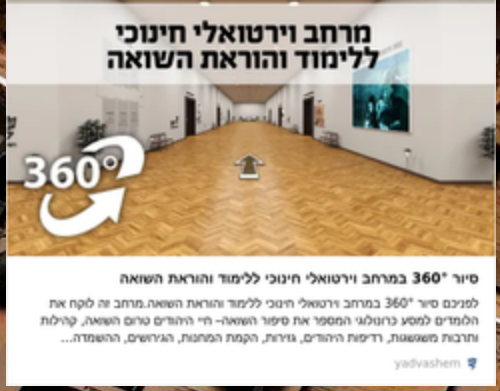 מרחב וירטואלי חינוכי
ללימוד והוראת השואה
360°
סיור 360° במרחב וירטואלי חינוכי ללימוד והוראת השואה
לפניכם סיור 360° במרחב וירטואלי חינוכי ללימוד והוראת השואה.מרחב זה לוקח את
הלומדים למסע כרונולוגי המספר את סיפור השואה– חיי היהודים טרום השואה, קהילות
ותרבות משגשגות, רדיפות היהודים, גזירות, הקמת המחנות, הגירושים, ההשמדה...
yadvashem